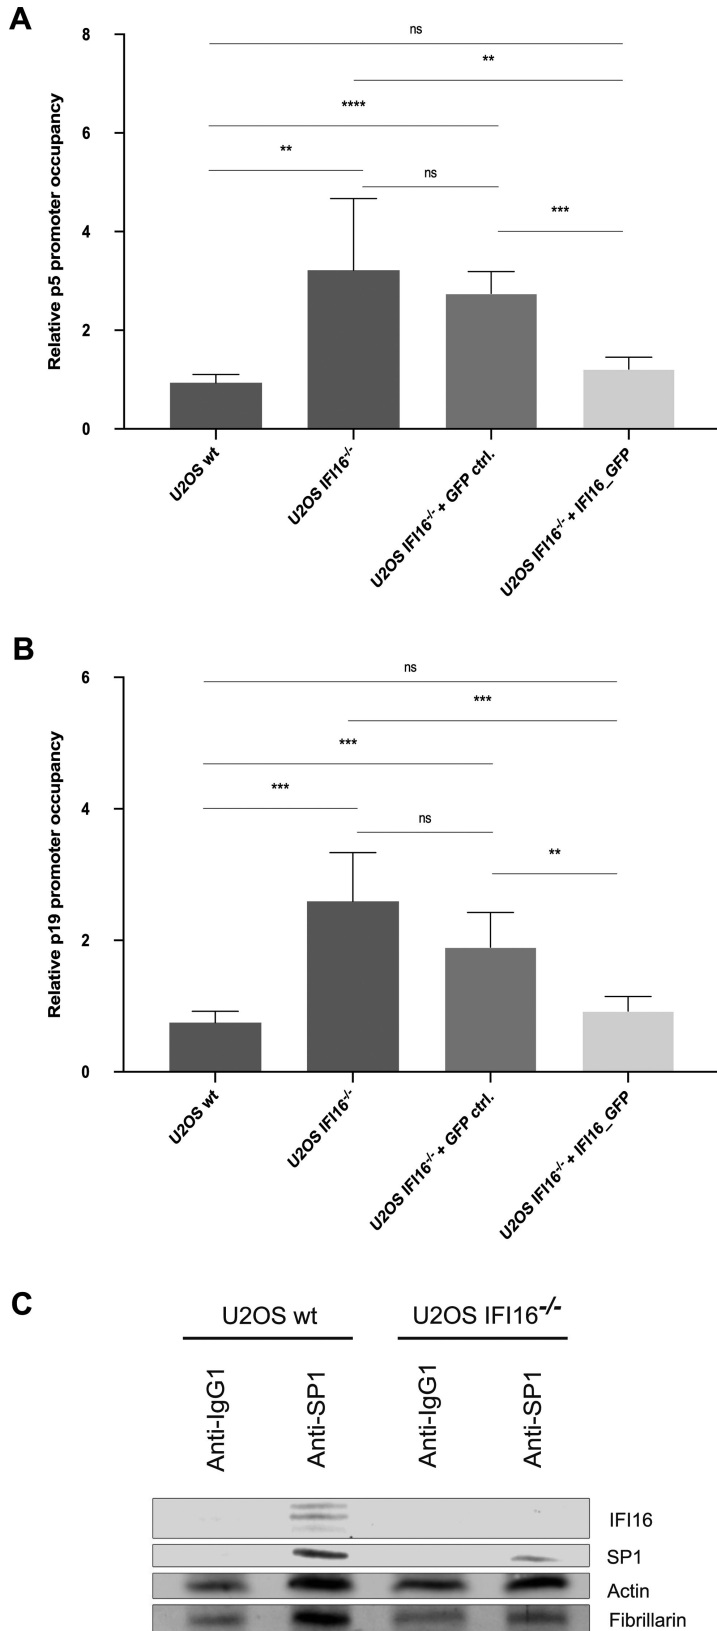 A
ns
**
****
**
ns
***
Relative p5 promoter occupancy
8
6
4
2
0
U2OS wt
U2OS IFI16-/-
U2OS IFI16-/- + GFP ctrl.
U2OS IFI16-/- + IFI16_GFP
B
ns
***
***
***
ns
**
Relative p19 promoter occupancy
6
4
2
0
U2OS wt
U2OS IFI16-/-
U2OS IFI16-/- + GFP ctrl.
U2OS IFI16-/- + IFI16_GFP
C
U2OS wt
U2OS IFI16-/-
Anti-IgG1
Anti-SP1
Anti-IgG1
Anti-SP1
IFI16
SP1
Actin
Fibrillarin